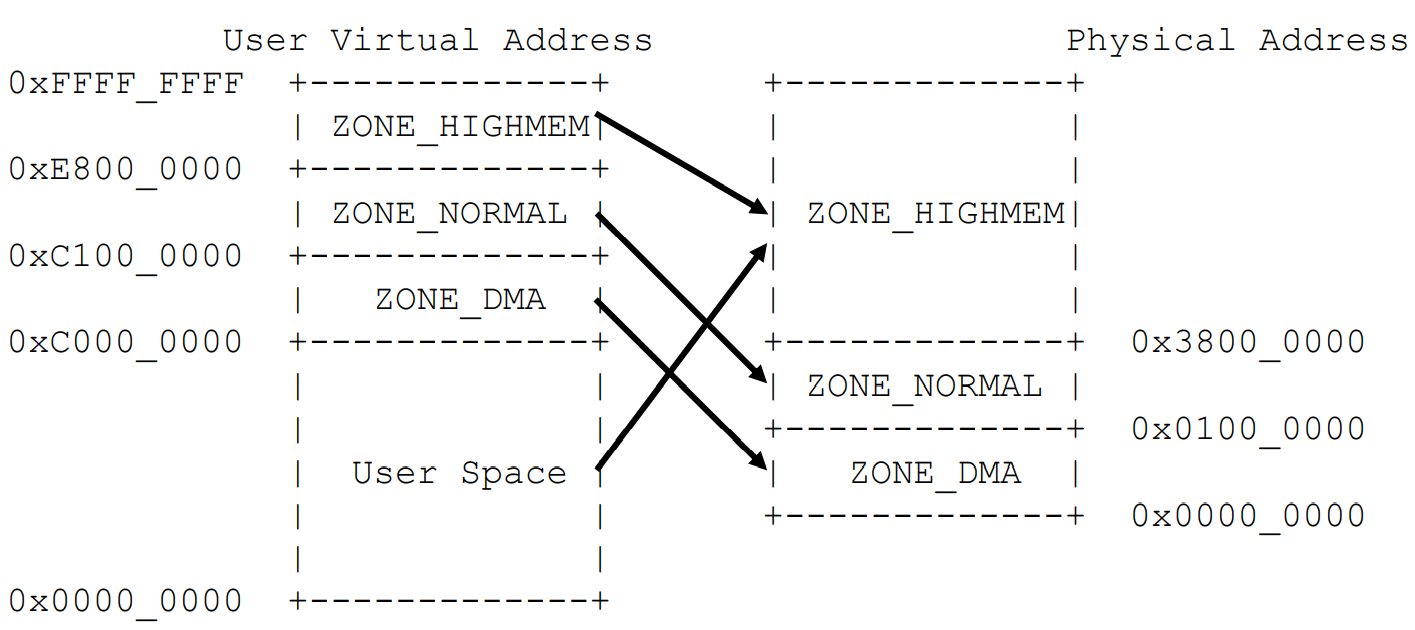 User Virtual Address Physical Address
0xFFFF_FFFF +-------------+ +-------------+
| ZONE_HIGHMEM| | |
0xE800_0000 +-------------+ | |
| ZONE_NORMAL | | ZONE_HIGHMEM|
0xC100_0000 +-------------+ | |
| ZONE_DMA | | |
0xC000_0000 +-------------+ +-------------+ 0x3800_0000
| | | ZONE_NORMAL |
| | +-------------+ 0x0100_0000
| User Space | | ZONE_DMA |
| | +-------------+ 0x0000_0000
| |
0x0000_0000 +-------------+